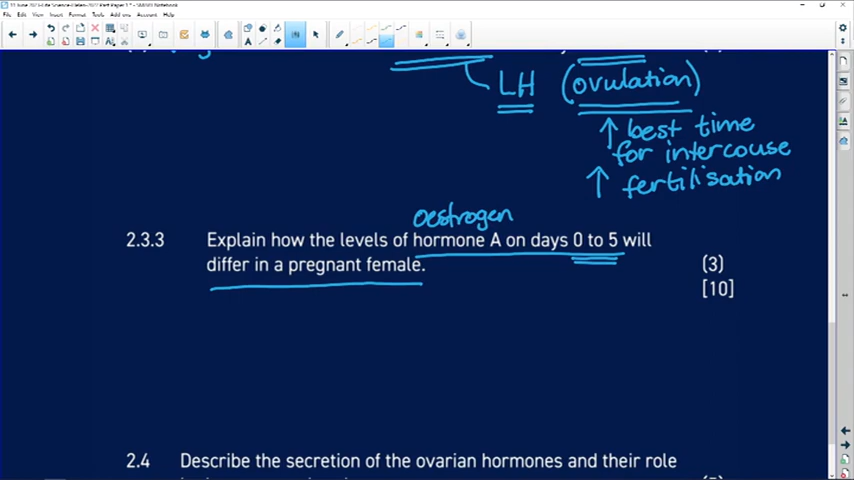 File Edit View Insert Format Tools Add-ons Account Help
LH (ovulation)
↑ best time
for intercouse
↑ fertilisation
oestrogen
2.3.3 Explain how the levels of hormone A on days 0 to 5 will
differ in a pregnant female. (3)
[10]
2.4 Describe the secretion of the ovarian hormones and their role